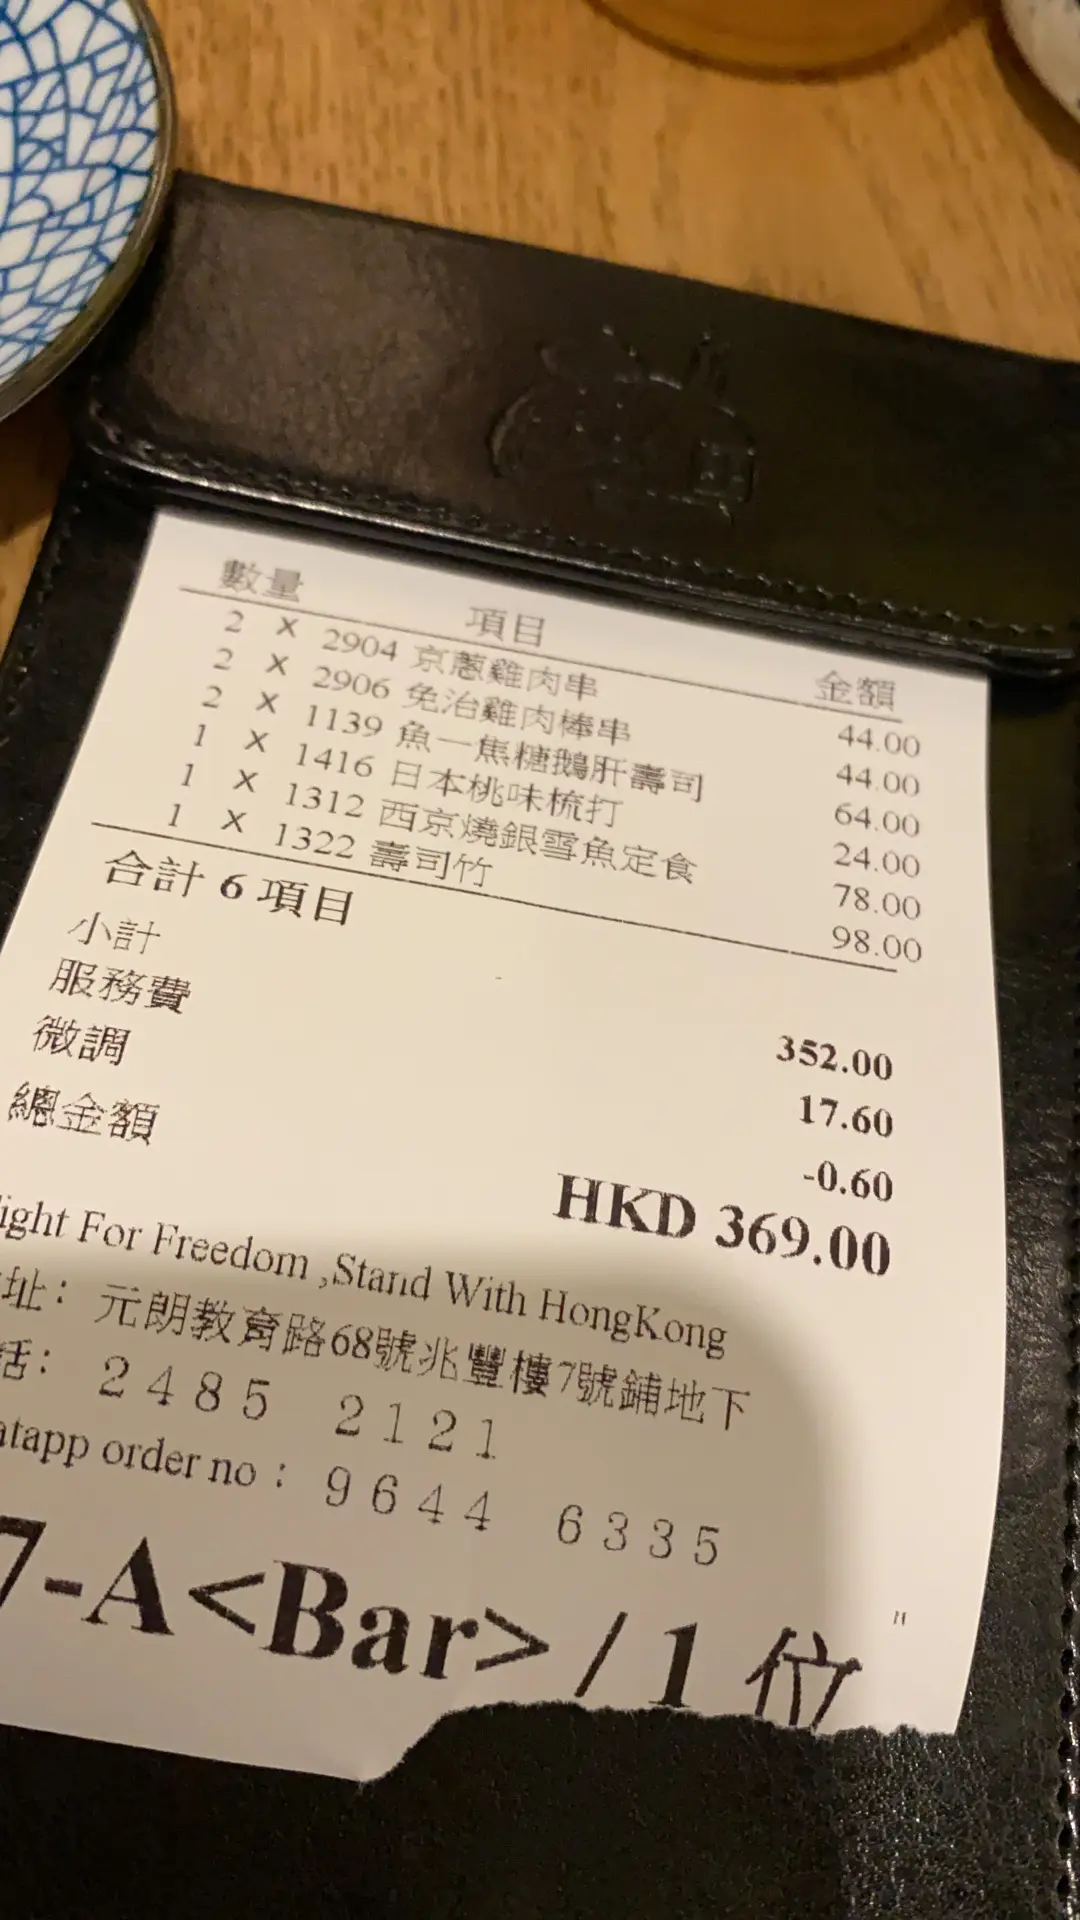 數量 項目 金額
2 X 2904 京蔥雞肉串 44.00
2 X 2906 免治雞肉棒串 44.00
2 X 1139 魚一焦糖鵝肝壽司 64.00
1 X 1416 日本桃味梳打 24.00
1 X 1312 西京燒銀雪魚定食 78.00
1 X 1322 壽司竹 98.00
合計 6 項目
小計 352.00
服務費 17.60
微調 -0.60
總金額 HKD 369.00
ight For Freedom ,Stand With HongKong
址: 元朗教育路68號兆豐樓7號鋪地下
話: 2485 2121
atapp order no : 9644 6335
7-A<Bar> / 1 位